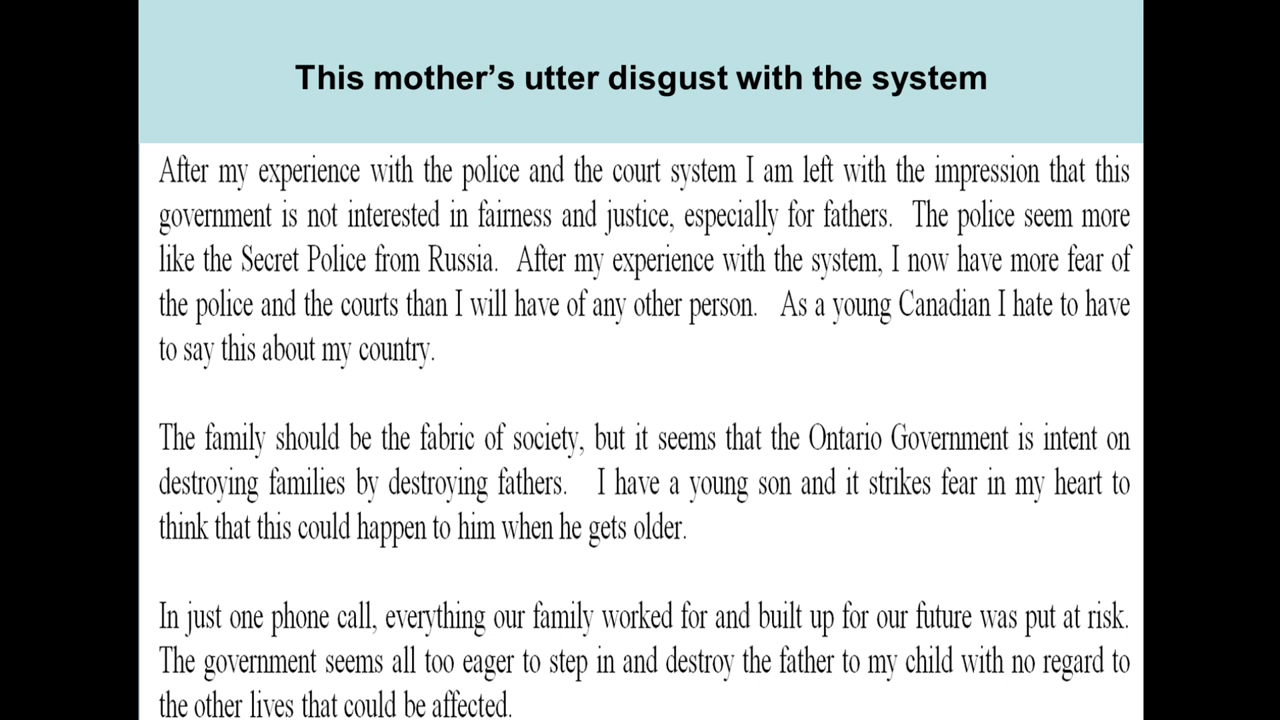 This mother’s utter disgust with the system
After my experience with the police and the court system I am left with the impression that this
government is not interested in fairness and justice, especially for fathers. The police seem more
like the Secret Police from Russia. After my experience with the system, I now have more fear of
the police and the courts than I will have of any other person. As a young Canadian I hate to have
to say this about my country.
The family should be the fabric of society, but it seems that the Ontario Government is intent on
destroying families by destroying fathers. I have a young son and it strikes fear in my heart to
think that this could happen to him when he gets older.
In just one phone call, everything our family worked for and built up for our future was put at risk.
The government seems all too eager to step in and destroy the father to my child with no regard to
the other lives that could be affected.